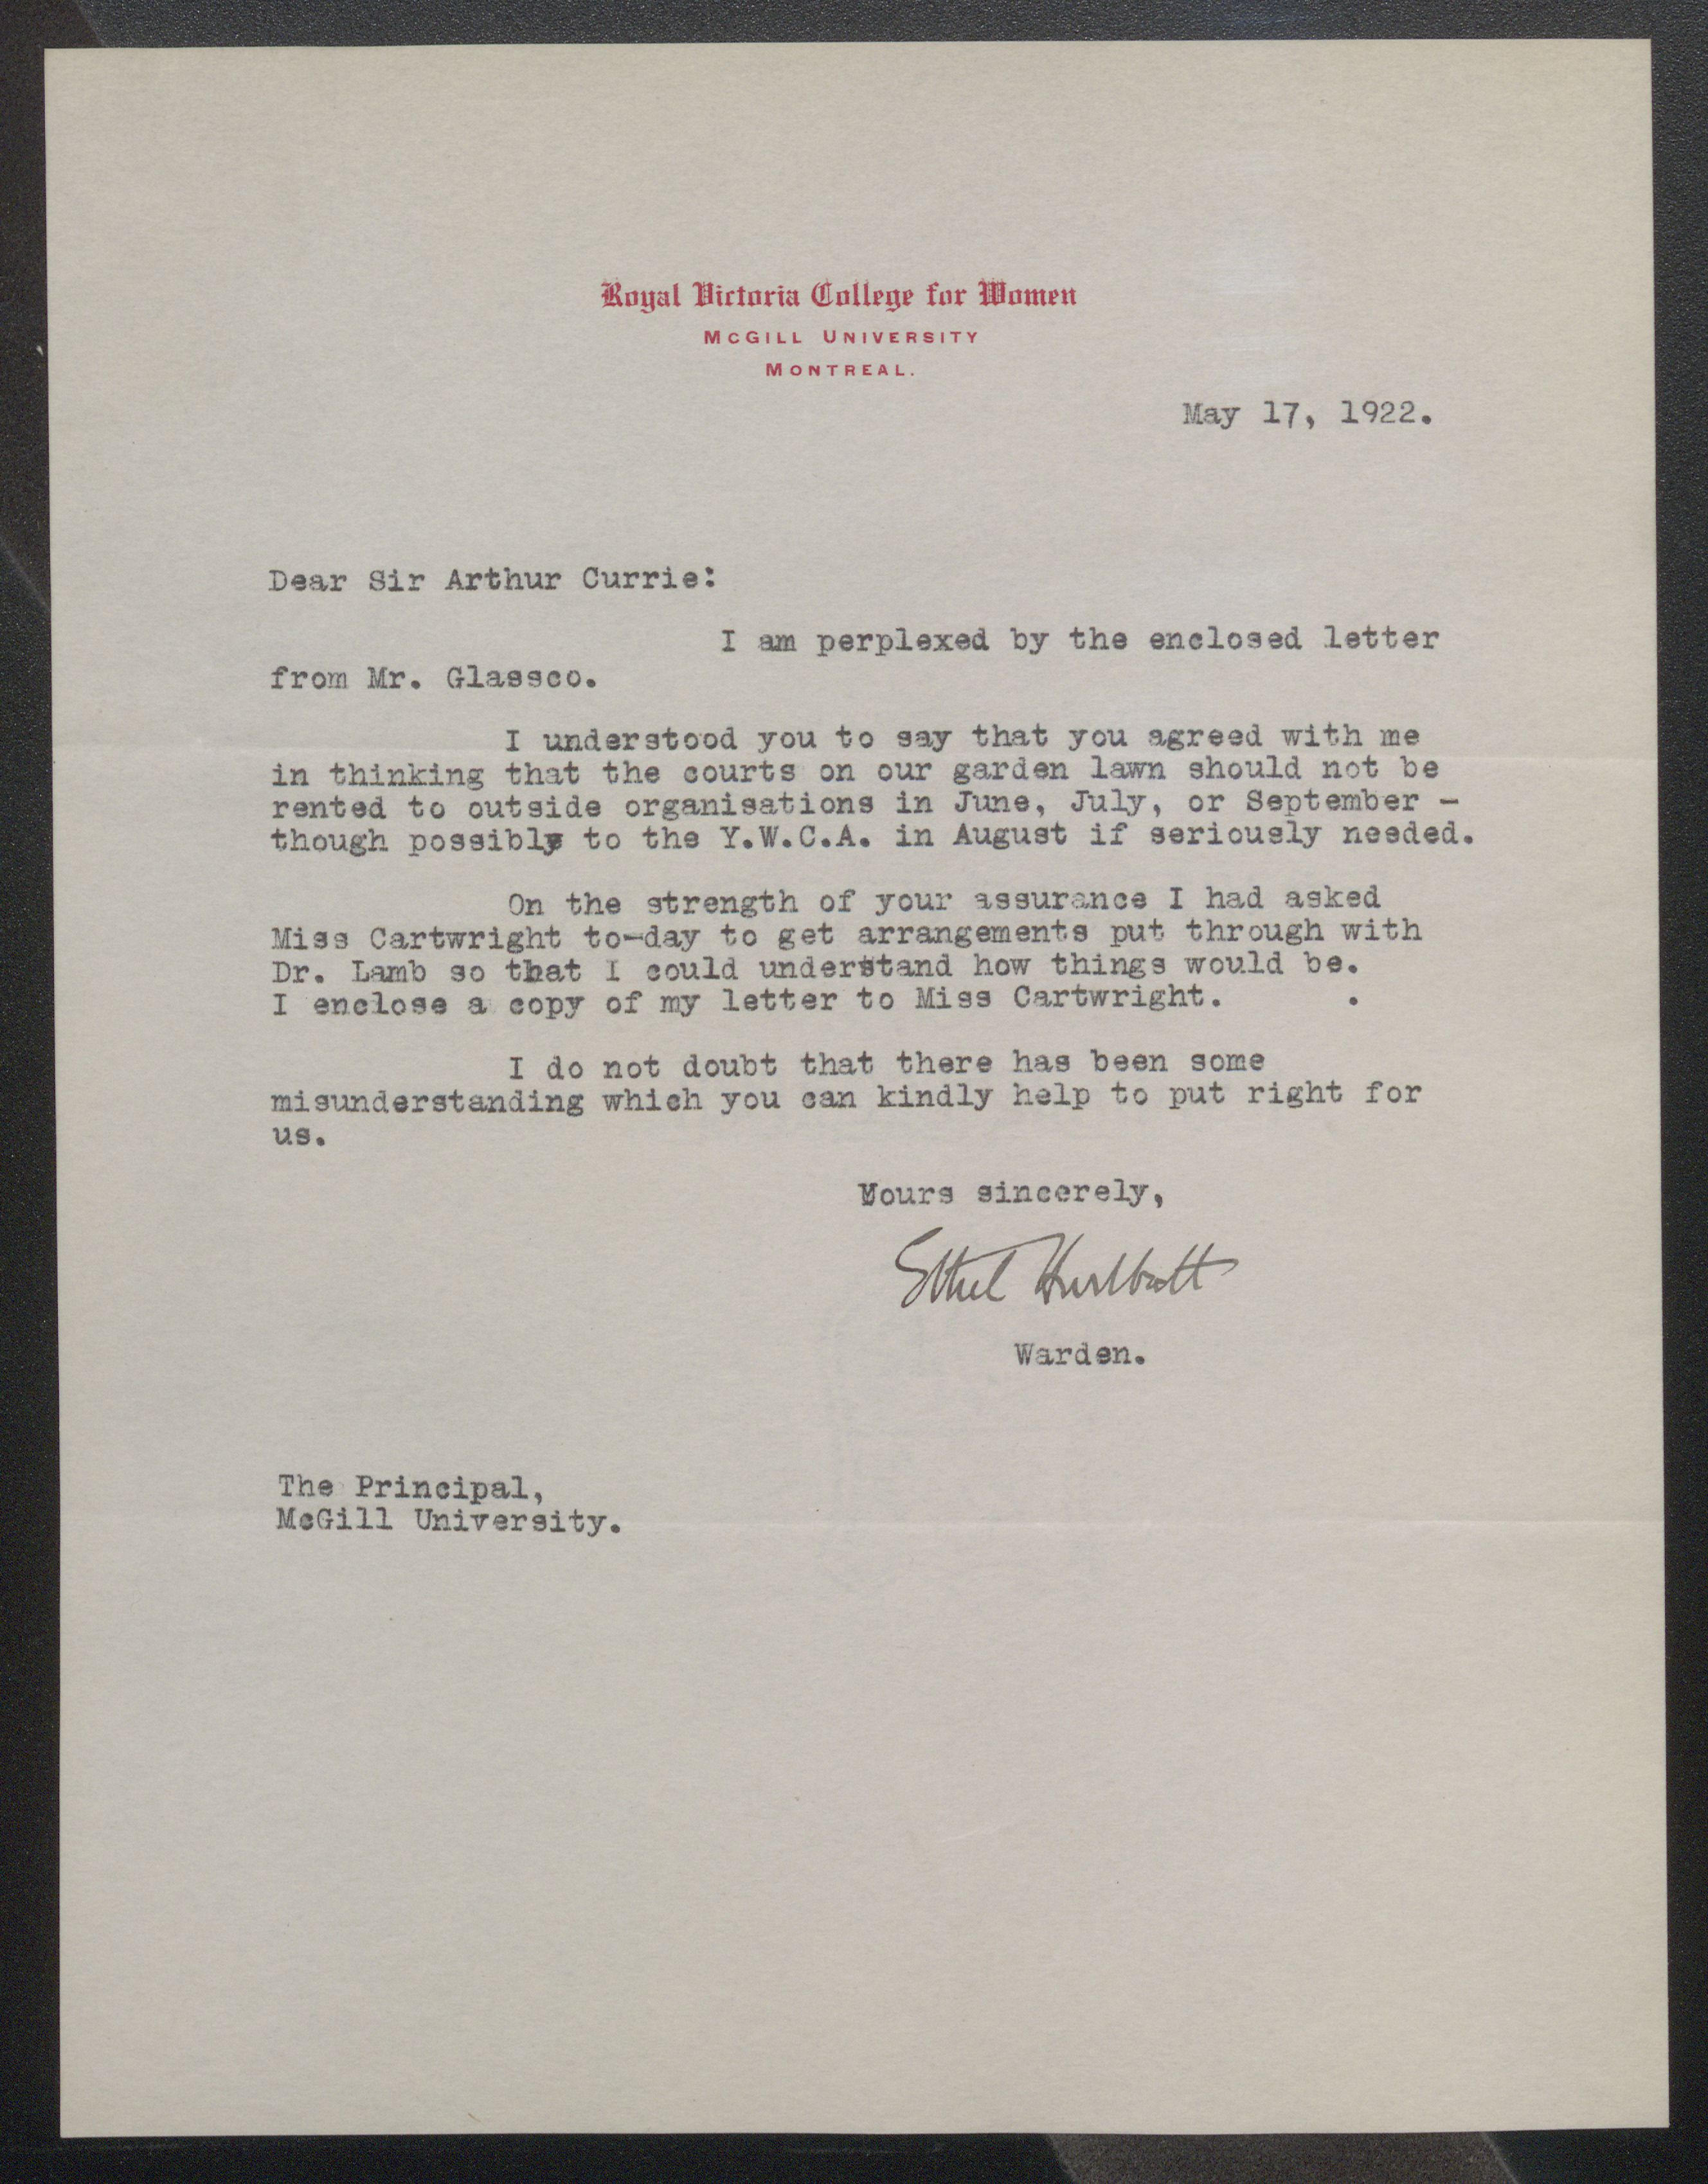 Royal Victoria College for Women
McGILL UNIVERSITY
MONTREAL.
May 17, 1922.
Dear Sir Arthur Currie:
I am perplexed by the enclosed letter
from Mr. Glassco.
I understood you to say that you agreed with me
in thinking that the courts on our garden lawn should not be
rented to outside organisations in June, July, or September -
though possibly to the Y.W.C.A. in August if seriously needed.
On the strength of your assurance I had asked
Miss Cartwright to-day to get arrangements put through with
Dr. Lamb so that I could understand how things would be.
I enclose a copy of my letter to Miss Cartwright. .
I do not doubt that there has been some
misunderstanding which you can kindly help to put right for
us.
Yours sincerely,
Ethel Hurlbatt
Warden.
The Principal,
McGill University.